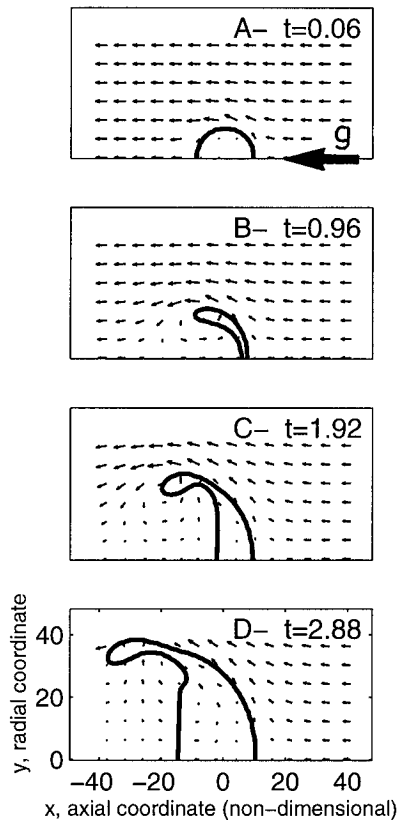 A− t=0.06
g
B− t=0.96
C− t=1.92
D− t=2.88
y, radial coordinate
40
20
0
−40 −20 0 20 40
x, axial coordinate (non−dimensional)